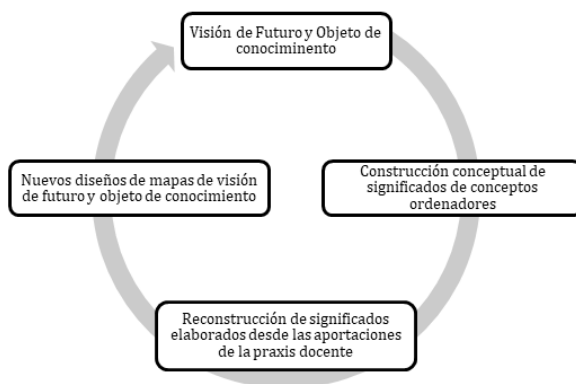 Visión de Futuro y Objeto de
conociminento
Construcción conceptual de
significados de conceptos
ordenadores
Reconstrucción de significados
elaborados desde las aportaciones
de la praxis docente
Nuevos diseños de mapas de visión
de futuro y objeto de conocimiento